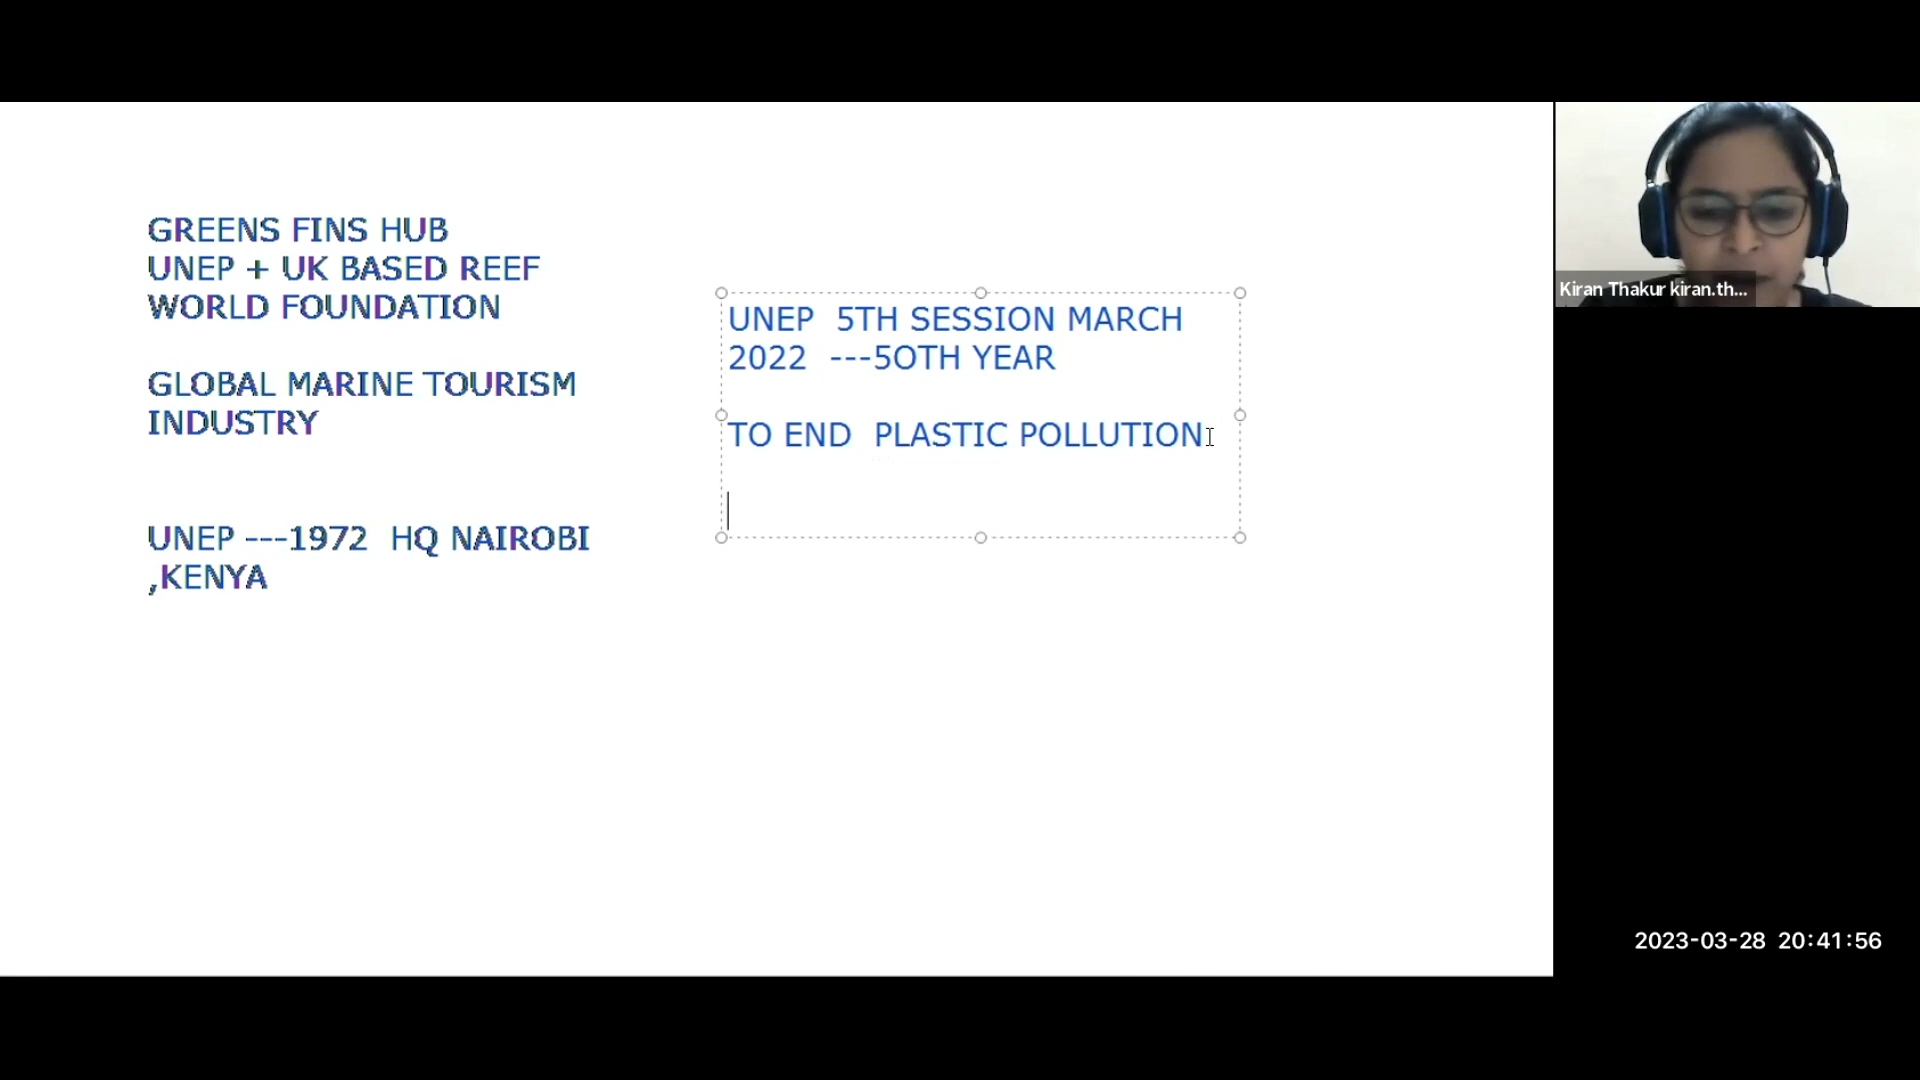 GREENS FINS HUB
UNEP + UK BASED REEF
WORLD FOUNDATION
GLOBAL MARINE TOURISM
INDUSTRY
UNEP ---1972 HQ NAIROBI
,KENYA
UNEP 5TH SESSION MARCH
2022 ---5OTH YEAR
TO END PLASTIC POLLUTION
Kiran Thakur kiran.th...
2023-03-28 20:41:56